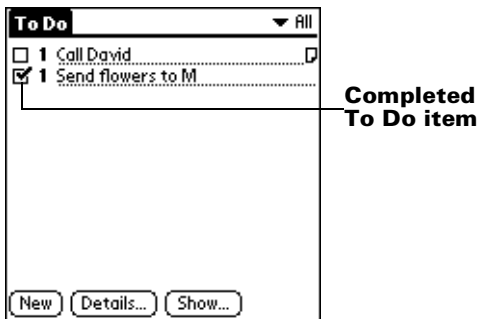 To Do
All
1 Call David
1 Send flowers to M
Completed
To Do item
New Details... Show...